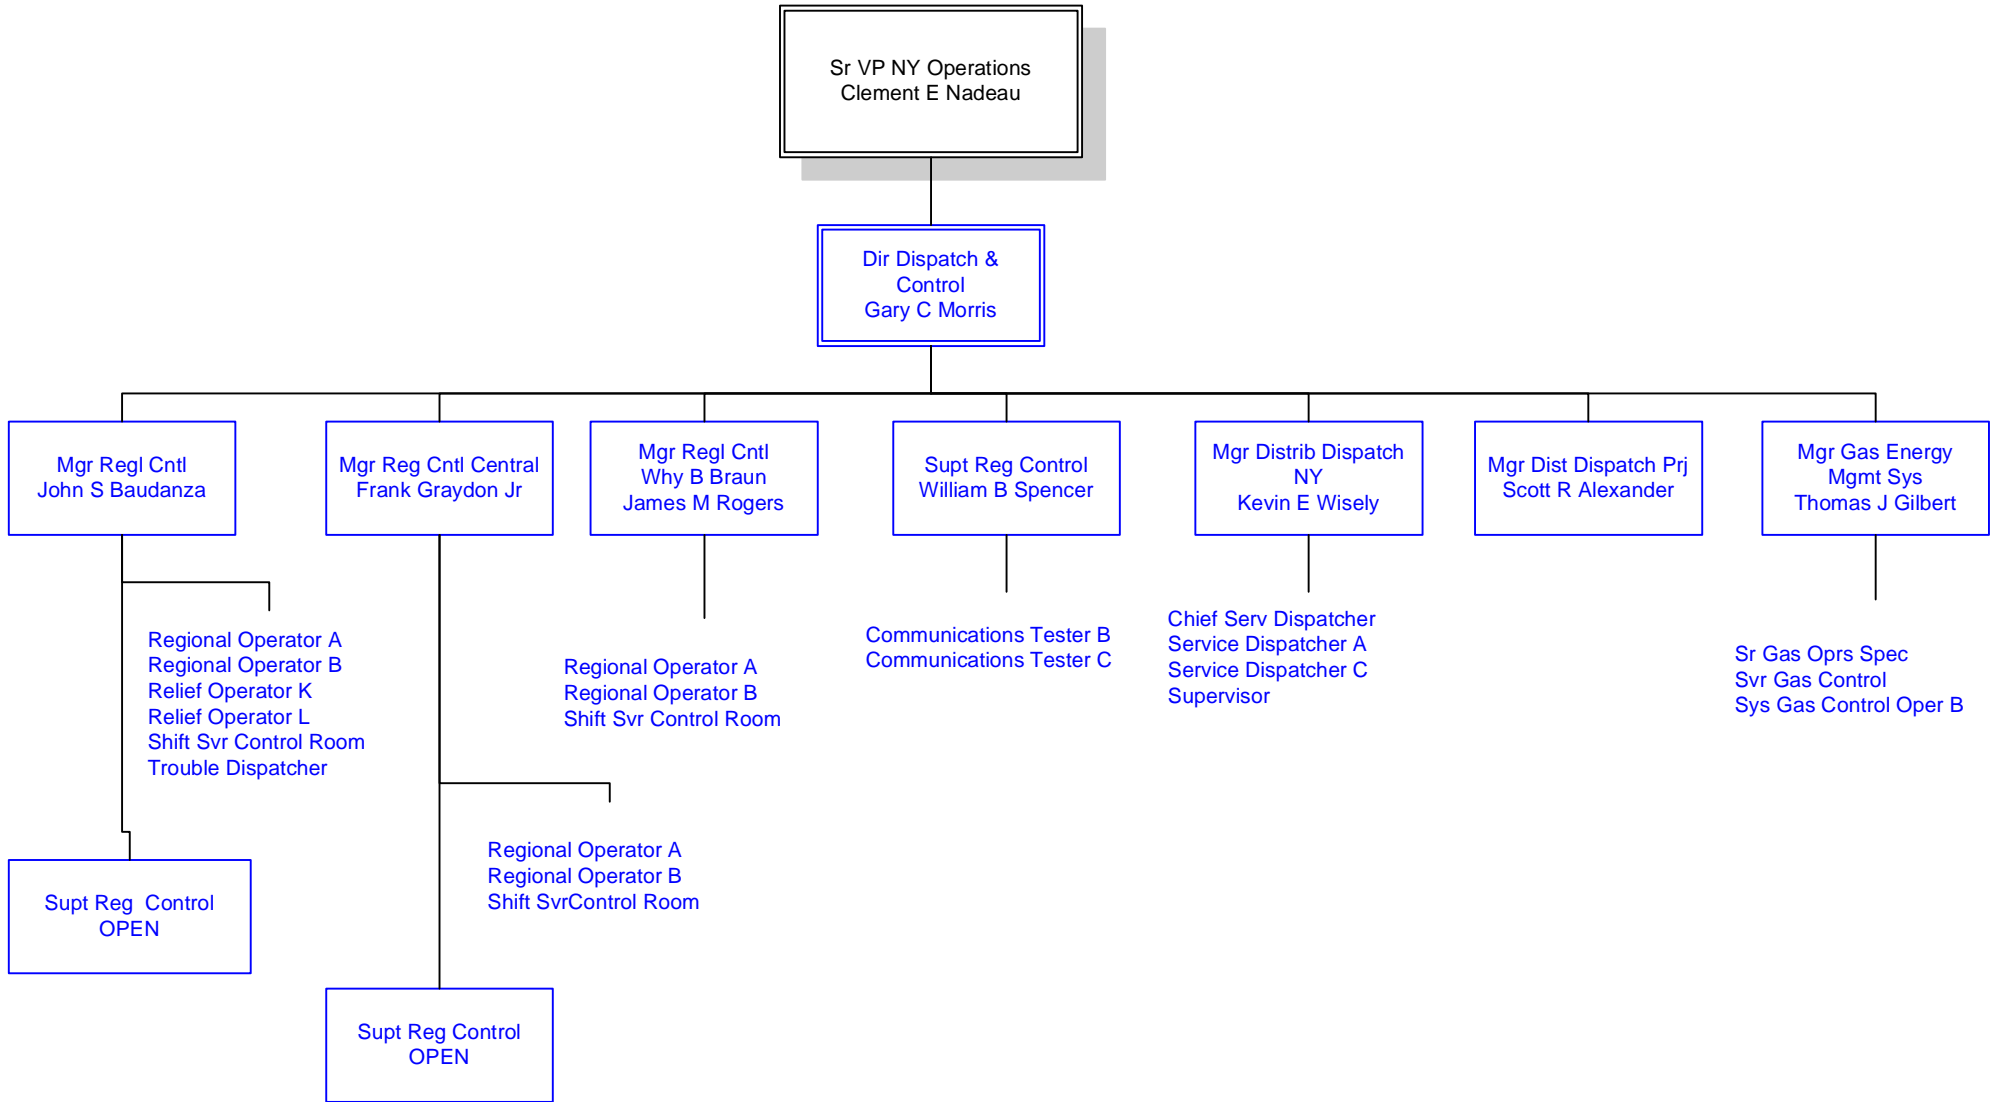 Sr VP NY Operations
Clement E Nadeau
Dir Dispatch &
Control
Gary C Morris
Mgr Regl Cntl
John S Baudanza
Mgr Reg Cntl Central
Frank Graydon Jr
Mgr Regl Cntl
Why B Braun
James M Rogers
Supt Reg Control
William B Spencer
Mgr Distrib Dispatch
NY
Kevin E Wisely
Mgr Dist Dispatch Prj
Scott R Alexander
Mgr Gas Energy
Mgmt Sys
Thomas J Gilbert
Regional Operator A
Regional Operator B
Relief Operator K
Relief Operator L
Shift Svr Control Room
Trouble Dispatcher
Regional Operator A
Regional Operator B
Shift Svr Control Room
Communications Tester B
Communications Tester C
Chief Serv Dispatcher
Service Dispatcher A
Service Dispatcher C
Supervisor
Sr Gas Oprs Spec
Svr Gas Control
Sys Gas Control Oper B
Regional Operator A
Regional Operator B
Shift SvrControl Room
Supt Reg  Control
OPEN
Supt Reg Control
OPEN